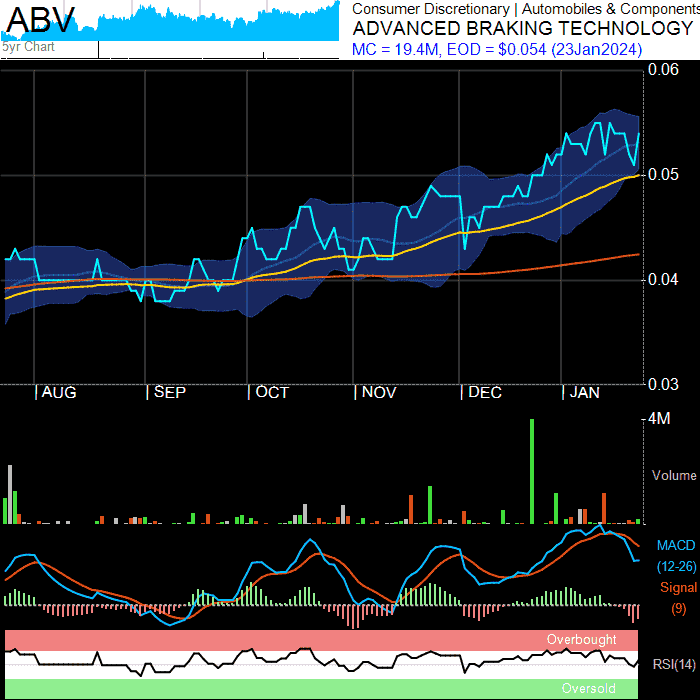 ABV
5yr Chart
Consumer Discretionary | Automobiles & Components
ADVANCED BRAKING TECHNOLOGY
MC = 19.4M, EOD = $0.054 (23Jan2024)
0.06
0.05
0.04
0.03
AUG SEP OCT NOV DEC JAN
4M
Volume
MACD
(12-26)
Signal
(9)
Overbought
RSI(14)
Oversold